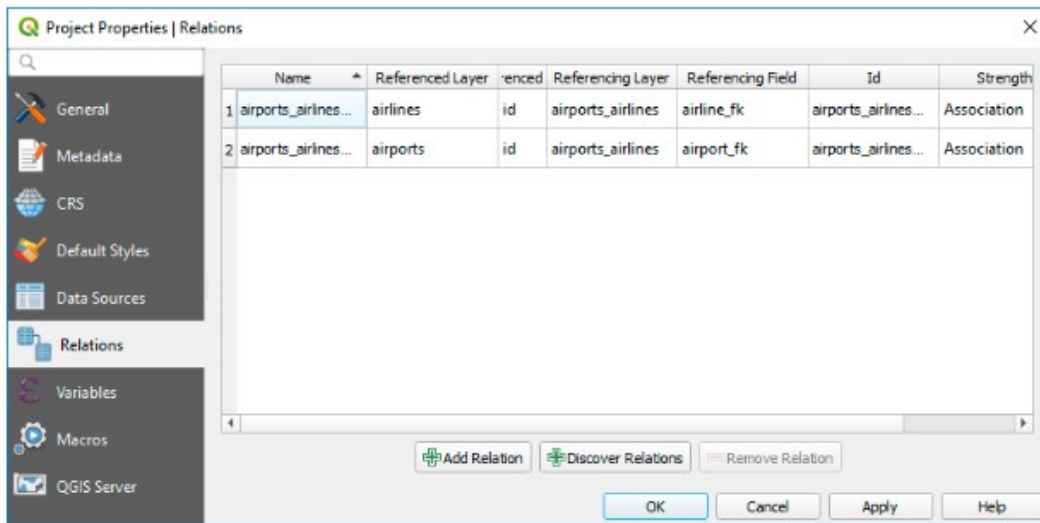 Project Properties | Relations
General
Metadata
CRS
Default Styles
Data Sources
Relations
Variables
Macros
QGIS Server
Name Referenced Layer renced Referencing Layer Referencing Field Id Strength
1 airports_airlines... airlines id airports_airlines airline_fk airports_airlines... Association
2 airports_airlines... airports id airports_airlines airport_fk airports_airlines... Association
Add Relation Discover Relations Remove Relation
OK Cancel Apply Help